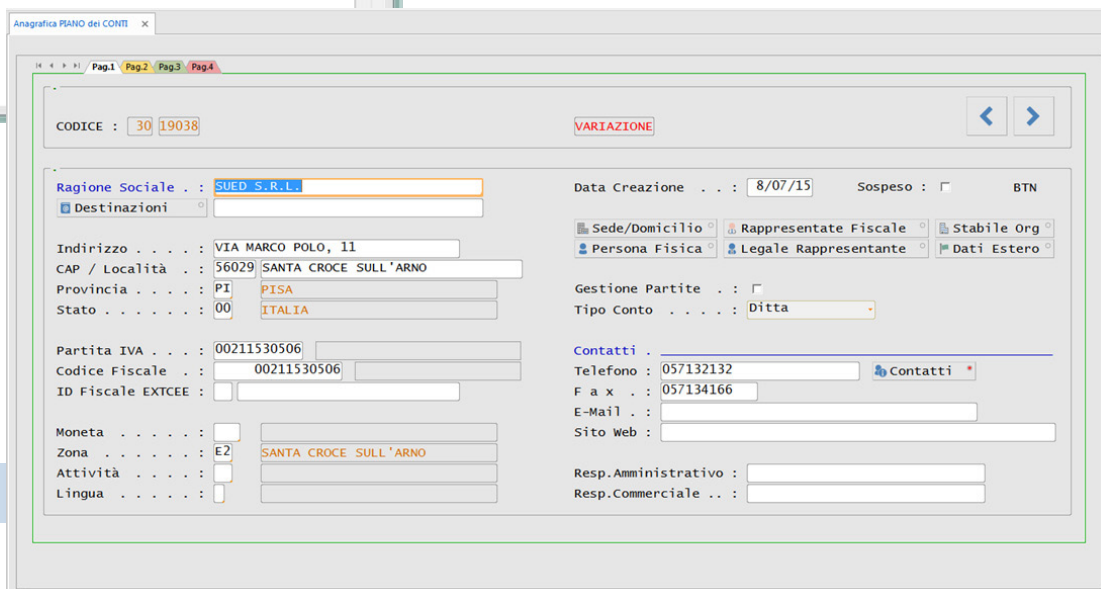 Anagrafica PIANO dei CONTI ×
Pag.1 Pag.2 Pag.3 Pag.4
CODICE : 30 19038 VARIAZIONE
Ragione Sociale . : SUED S.R.L. Data Creazione . . : 8/07/15 Sospeso : BTN
Destinazioni
Sede/Domicilio Rappresentate Fiscale Stabile Org
Indirizzo . . . . : VIA MARCO POLO, 11 Persona Fisica Legale Rappresentante Dati Estero
CAP / Località . : 56029 SANTA CROCE SULL'ARNO
Provincia . . . . : PI PISA Gestione Partite . :
Stato . . . . . . : 00 ITALIA Tipo Conto . . . . : Ditta
Partita IVA . . . : 00211530506 Contatti .
Codice Fiscale . : 00211530506 Telefono : 057132132 Contatti *
ID Fiscale EXTCEE : F a x . : 057134166
E-Mail . :
Moneta . . . . . : Sito Web :
Zona . . . . . . : E2 SANTA CROCE SULL'ARNO
Attività . . . . : Resp.Amministrativo :
Lingua . . . . . : Resp.Commerciale .. :